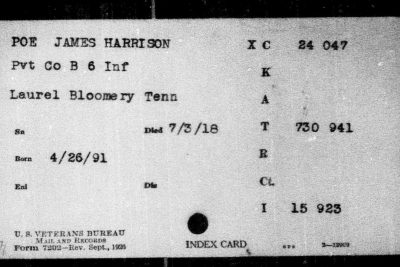 POE JAMES HARRISON X C 24 047
Pvt Co B 6 Inf K
Laurel Bloomery Tenn A
Sn Died 7/3/18 T 730 941
Born 4/26/91 R
Enl Dis CL
I 15 923
U. S. VETERANS BUREAU
MAIL AND RECORDS
Form 7202—Rev. Sept., 1926 INDEX CARD